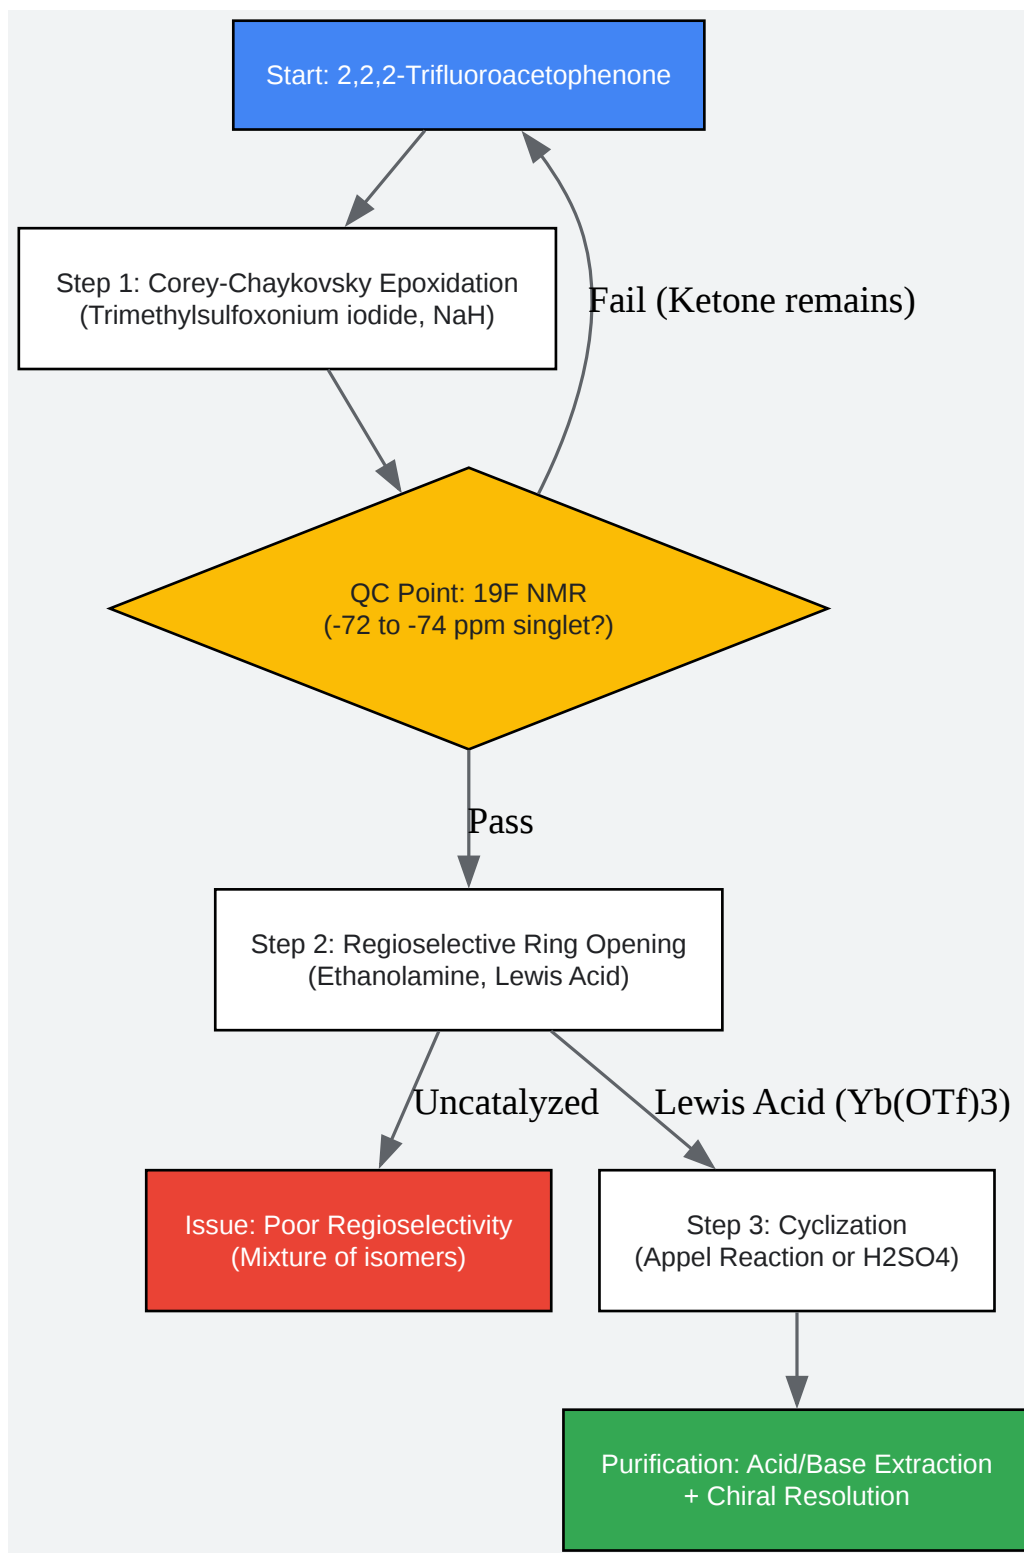 Start: 2,2,2-Trifluoroacetophenone
Step 1: Corey-Chaykovsky Epoxidation
(Trimethylsulfoxonium iodide, NaH)
Fail (Ketone remains)
QC Point: 19F NMR
(-72 to -74 ppm singlet?)
Pass
Step 2: Regioselective Ring Opening
(Ethanolamine, Lewis Acid)
Uncatalyzed
Lewis Acid (Yb(OTf)3)
Issue: Poor Regioselectivity
(Mixture of isomers)
Step 3: Cyclization
(Appel Reaction or H2SO4)
Purification: Acid/Base Extraction
+ Chiral Resolution